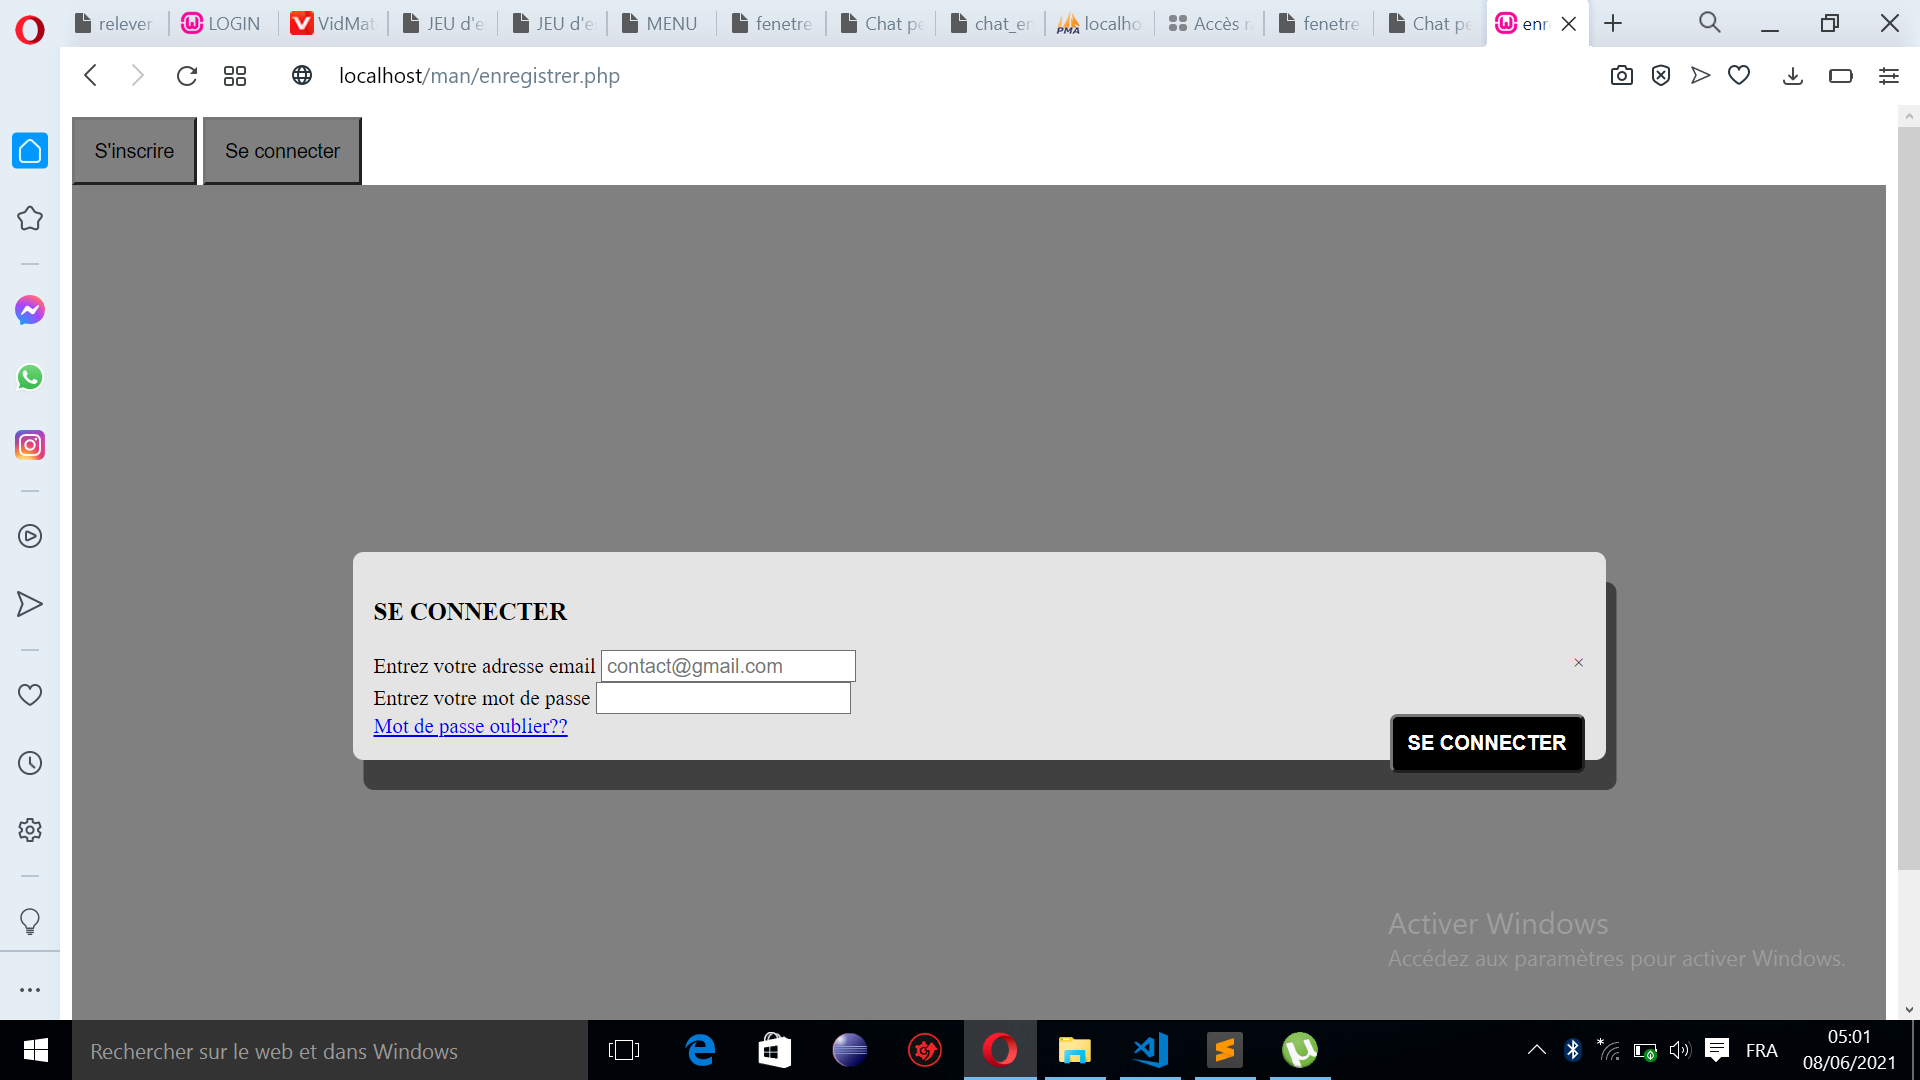 relever
LOGIN
VidMat
JEU d'e
JEU d'e
MENU
fenetre
Chat pe
chat_en
PMA
localho
Accès r
fenetre
Chat pe
enr
localhost/man/enregistrer.php
S'inscrire
Se connecter
SE CONNECTER
Entrez votre adresse email contact@gmail.com
×
Entrez votre mot de passe
Mot de passe oublier??
SE CONNECTER
Activer Windows
Accédez aux paramètres pour activer Windows.
Rechercher sur le web et dans Windows
FRA
05:01
08/06/2021